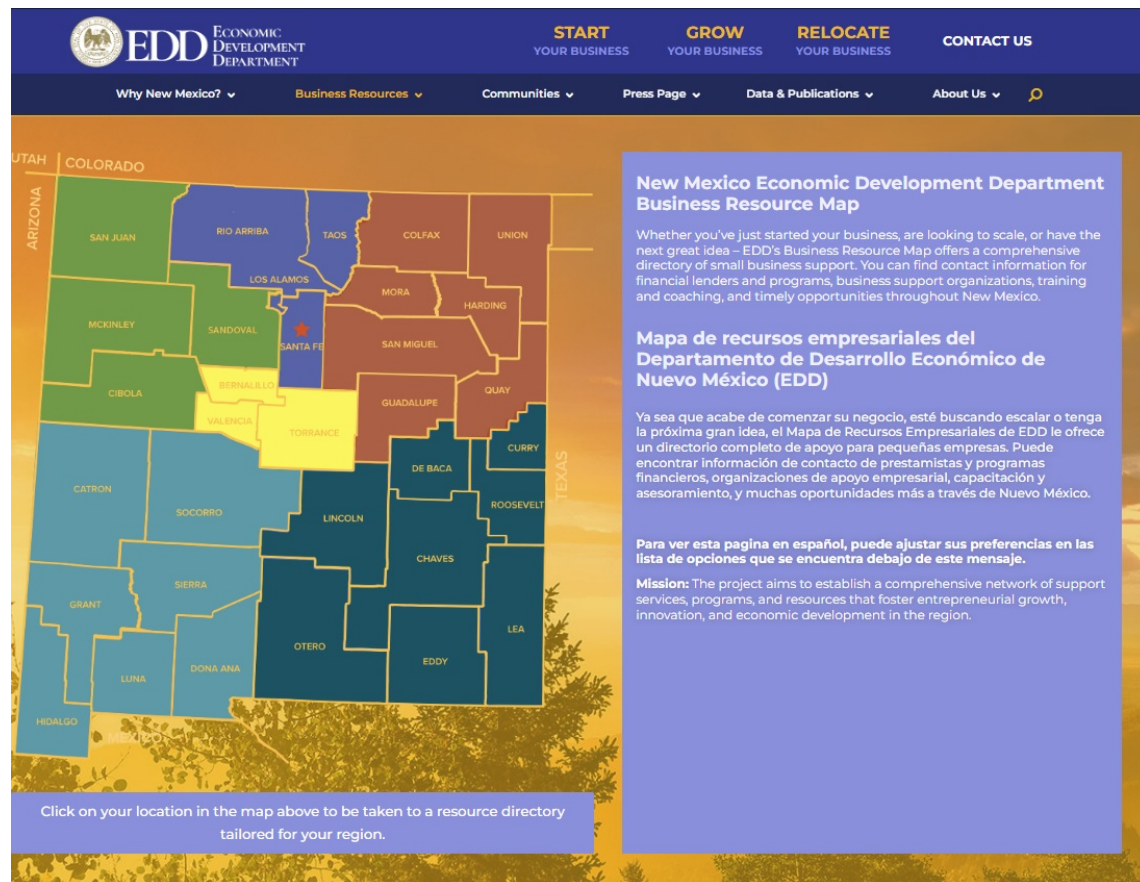 EDD ECONOMIC
DEVELOPMENT
DEPARTMENT
START
YOUR BUSINESS
GROW
YOUR BUSINESS
RELOCATE
YOUR BUSINESS
CONTACT US
Why New Mexico?
Business Resources
Communities
Press Page
Data & Publications
About Us
UTAH
COLORADO
ARIZONA
SAN JUAN
RIO ARRIBA
TAOS
COLFAX
UNION
LOS ALAMOS
MORA
HARDING
MCKINLEY
SANDOVAL
SANTA FE
SAN MIGUEL
CIBOLA
BERNALILLO
GUADALUPE
QUAY
VALENCIA
TORRANCE
CURRY
DE BACA
TEXAS
CATRON
SOCORRO
LINCOLN
ROOSEVELT
CHAVES
SIERRA
GRANT
LEA
OTERO
EDDY
LUNA
DONA ANA
HIDALGO
MEXICO
Click on your location in the map above to be taken to a resource directory
tailored for your region.
New Mexico Economic Development Department
Business Resource Map
Whether you've just started your business, are looking to scale, or have the
next great idea – EDD's Business Resource Map offers a comprehensive
directory of small business support. You can find contact information for
financial lenders and programs, business support organizations, training
and coaching, and timely opportunities throughout New Mexico.
Mapa de recursos empresariales del
Departamento de Desarrollo Económico de
Nuevo México (EDD)
Ya sea que acabe de comenzar su negocio, esté buscando escalar o tenga
la próxima gran idea, el Mapa de Recursos Empresariales de EDD le ofrece
un directorio completo de apoyo para pequeñas empresas. Puede
encontrar información de contacto de prestamistas y programas
financieros, organizaciones de apoyo empresarial, capacitación y
asesoramiento, y muchas oportunidades más a través de Nuevo México.
Para ver esta pagina en español, puede ajustar sus preferencias en las
lista de opciones que se encuentra debajo de este mensaje.
Mission: The project aims to establish a comprehensive network of support
services, programs, and resources that foster entrepreneurial growth,
innovation, and economic development in the region.